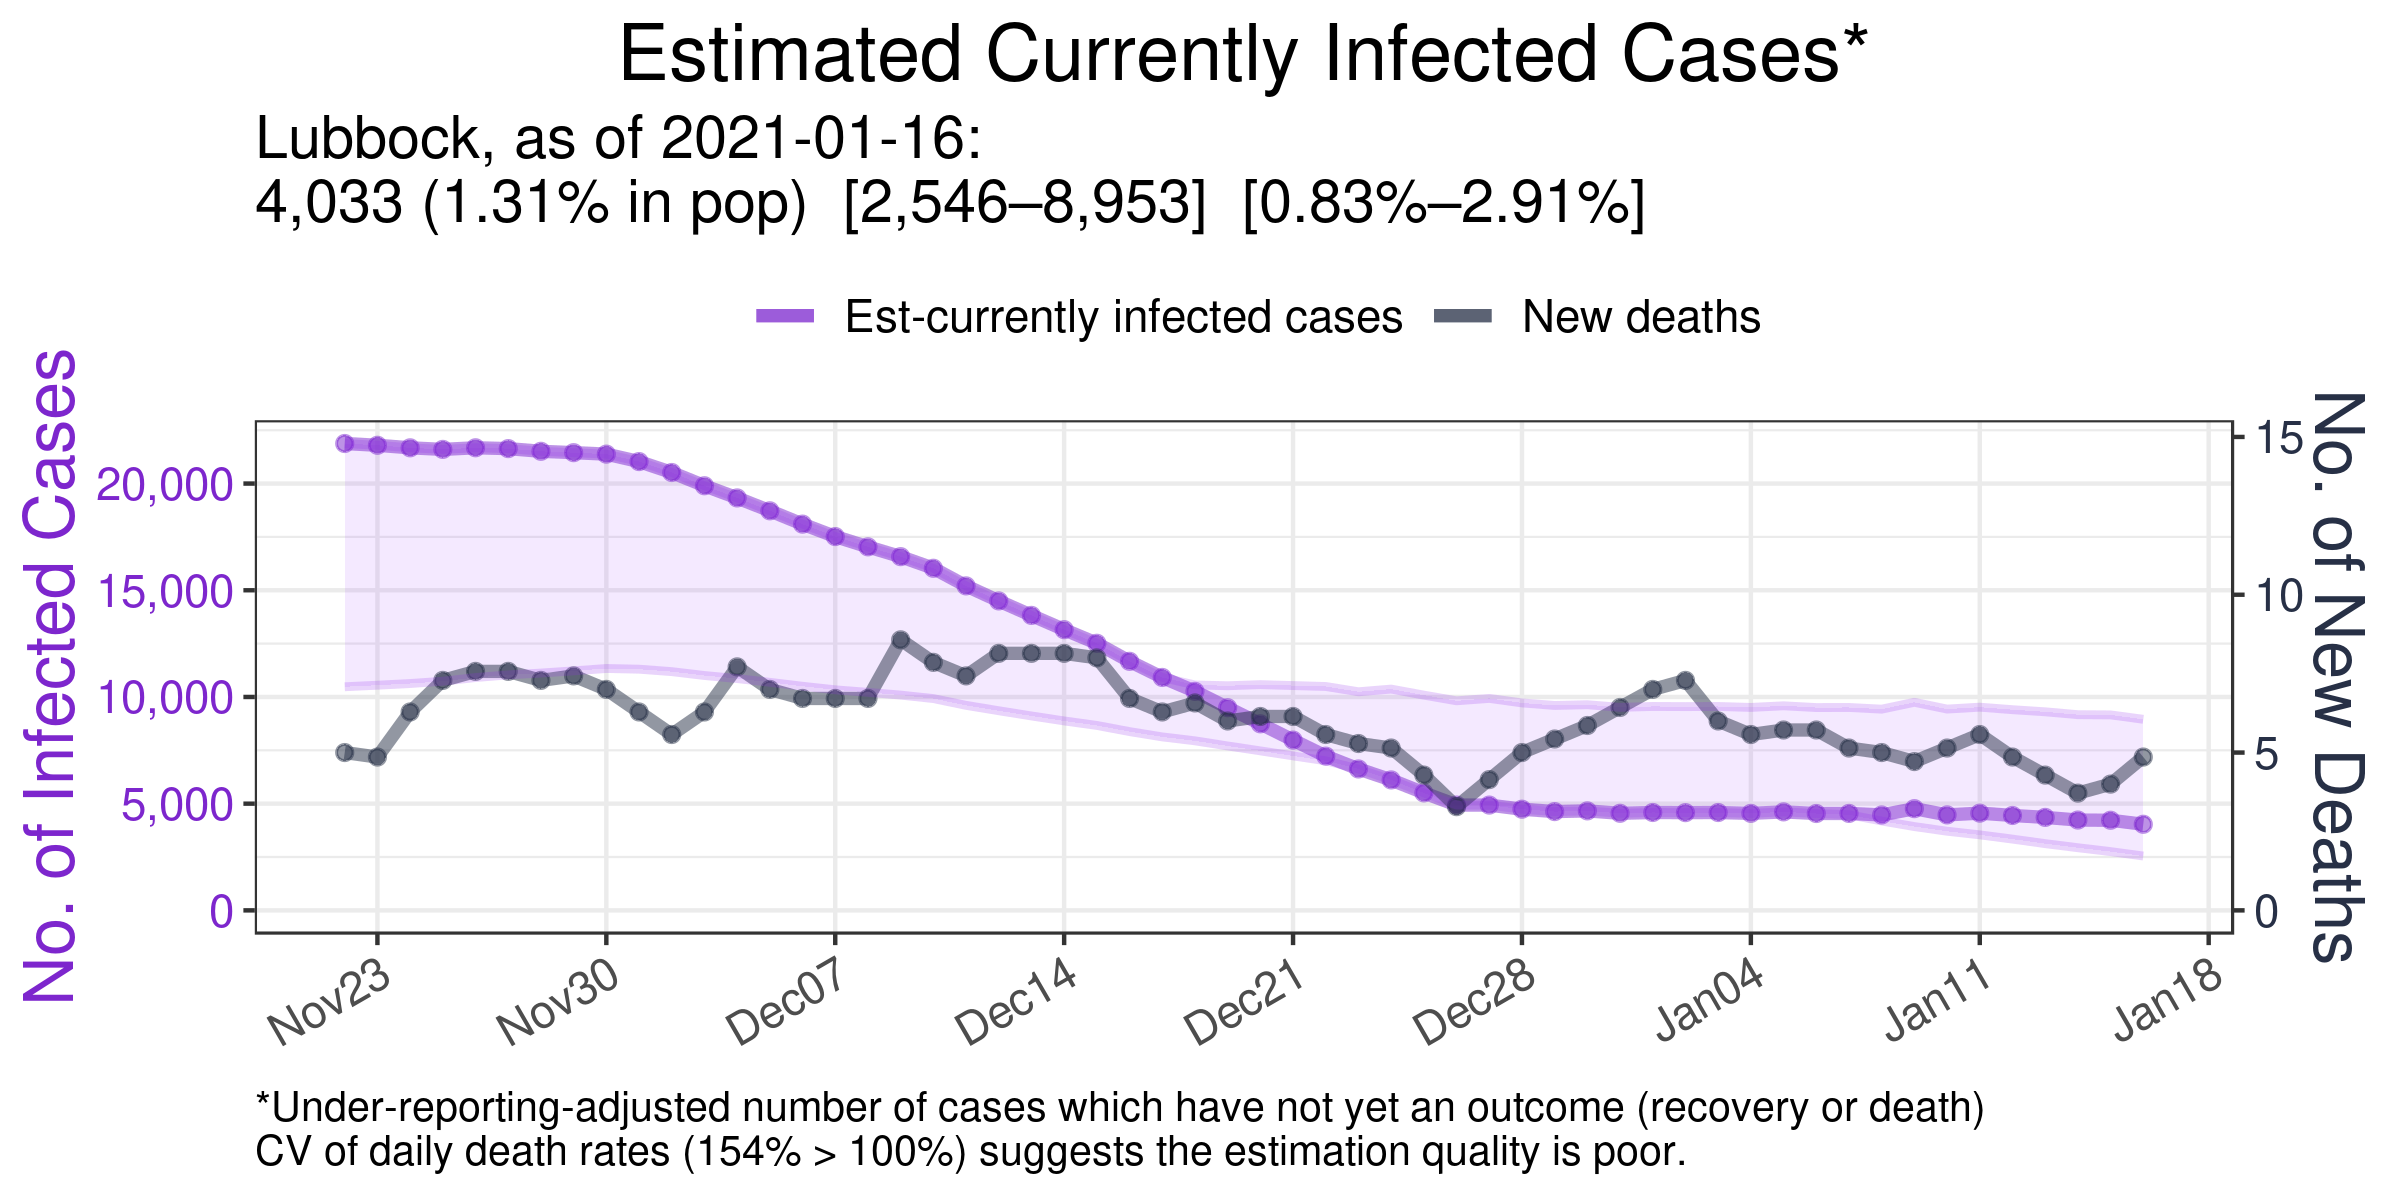 Estimated Currently Infected Cases*
Lubbock, as of 2021-01-16:
4,033 (1.31% in pop)  [2,546–8,953]  [0.83%–2.91%]
Est-currently infected cases
New deaths
No. of Infected Cases
20,000
15,000
10,000
5,000
0
15
10
5
0
No. of New Deaths
Nov23
Nov30
Dec07
Dec14
Dec21
Dec28
Jan04
Jan11
Jan18
*Under-reporting-adjusted number of cases which have not yet an outcome (recovery or death)
CV of daily death rates (154% > 100%) suggests the estimation quality is poor.